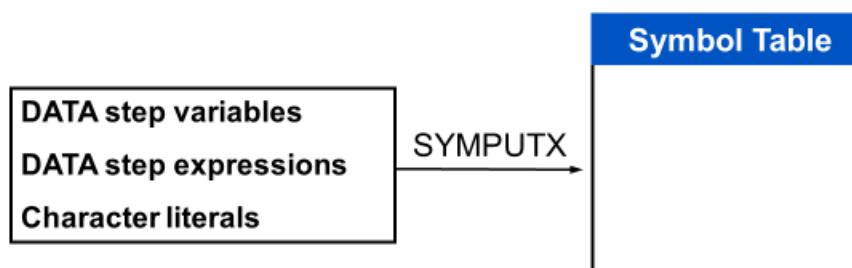 Symbol Table
DATA step variables
DATA step expressions
Character literals
SYMPUTX